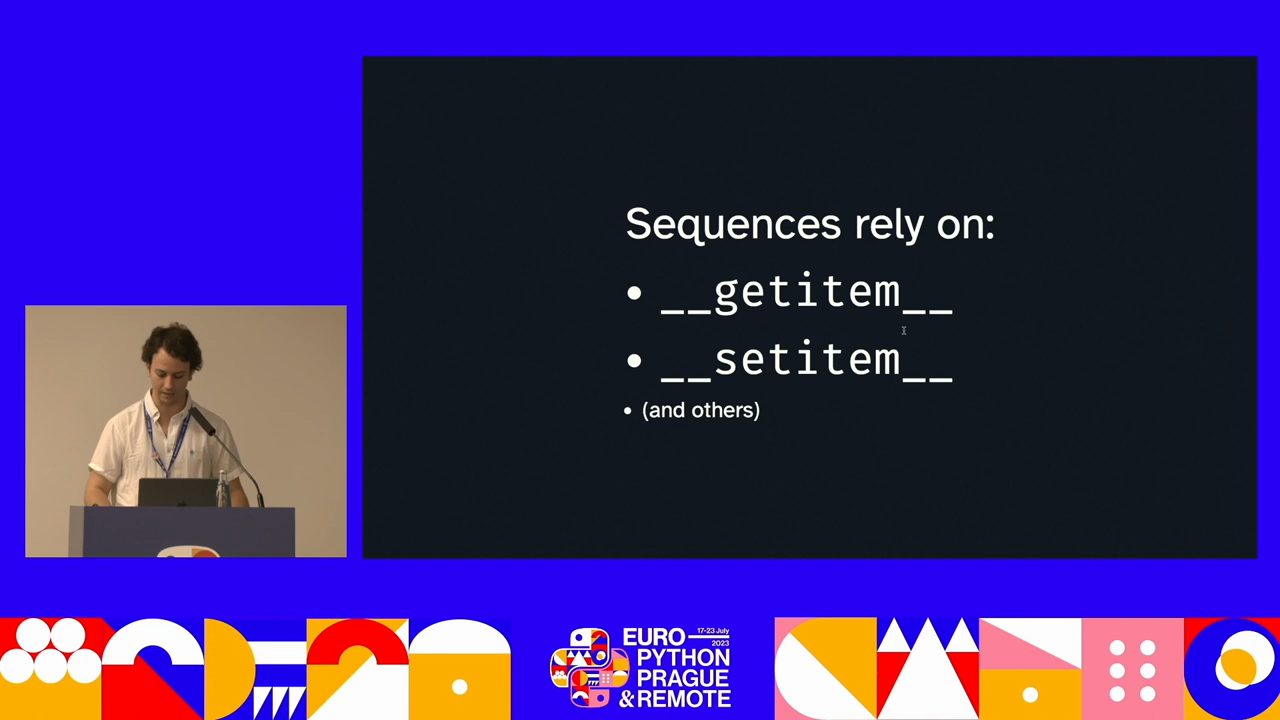 Sequences rely on:
• __getitem__
• __setitem__
• (and others)
EURO
17-23 July
2023
PYTHON
PRAGUE
& REMOTE